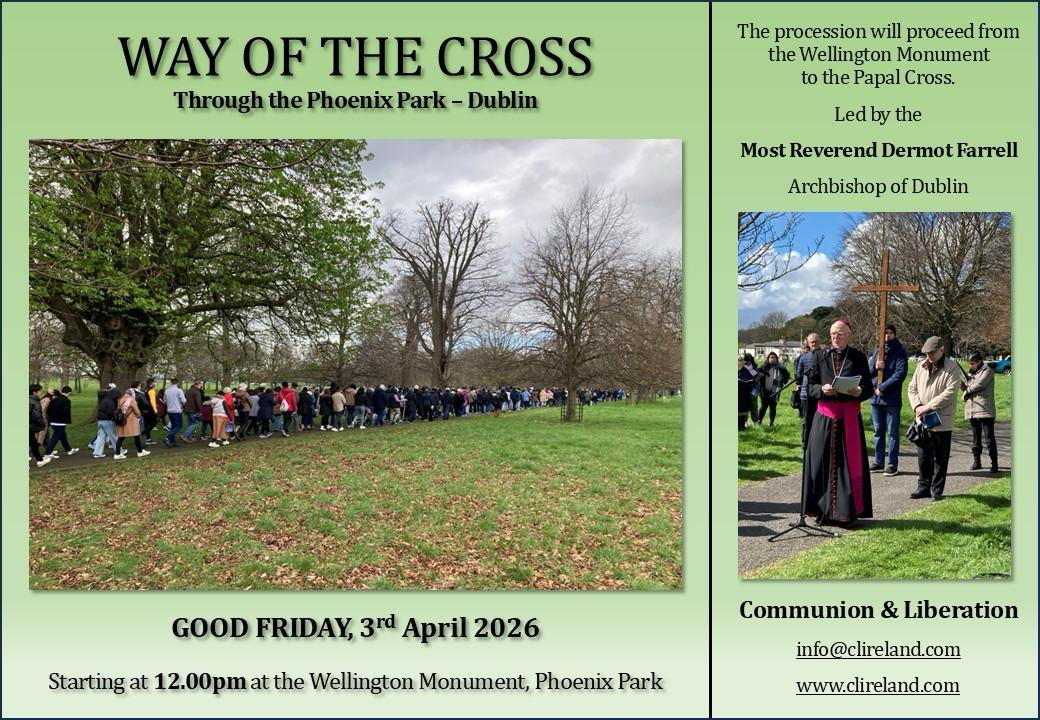 WAY OF THE CROSS
Through the Phoenix Park – Dublin
GOOD FRIDAY, 3rd April 2026
Starting at 12.00pm at the Wellington Monument, Phoenix Park
The procession will proceed from
the Wellington Monument
to the Papal Cross.
Led by the
Most Reverend Dermot Farrell
Archbishop of Dublin
Communion & Liberation
info@clireland.com
www.clireland.com